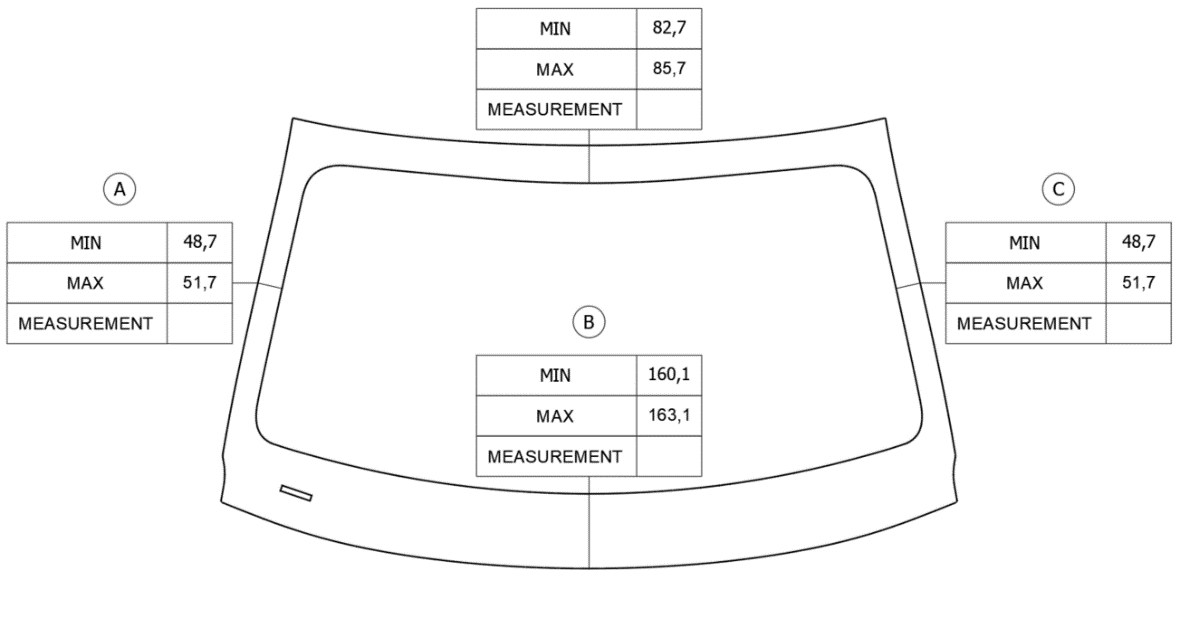 MIN 82,7
MAX 85,7
MEASUREMENT
A
MIN 48,7
MAX 51,7
MEASUREMENT
C
MIN 48,7
MAX 51,7
MEASUREMENT
B
MIN 160,1
MAX 163,1
MEASUREMENT